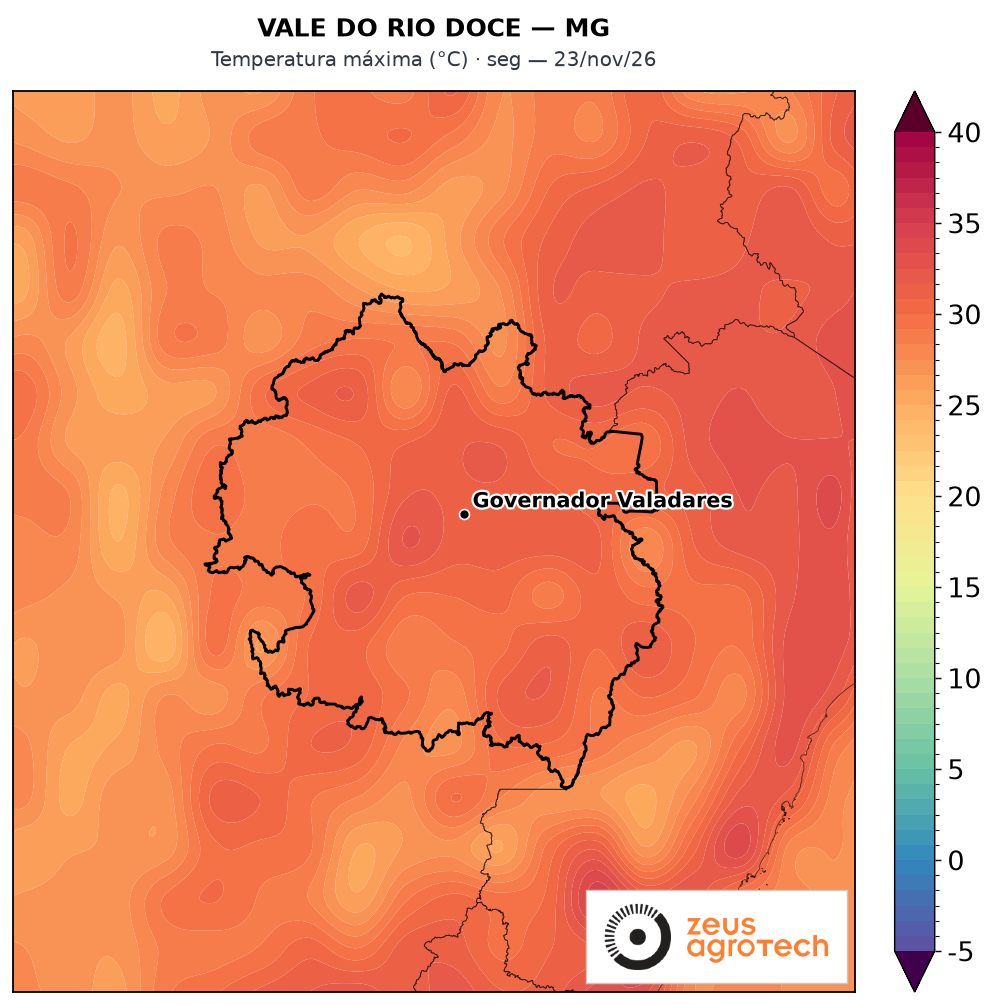 VALE DO RIO DOCE — MG
Temperatura máxima (°C) · seg — 23/nov/26
40
35
30
25
20
15
10
5
0
-5
Governador Valadares
zeus
agrotech